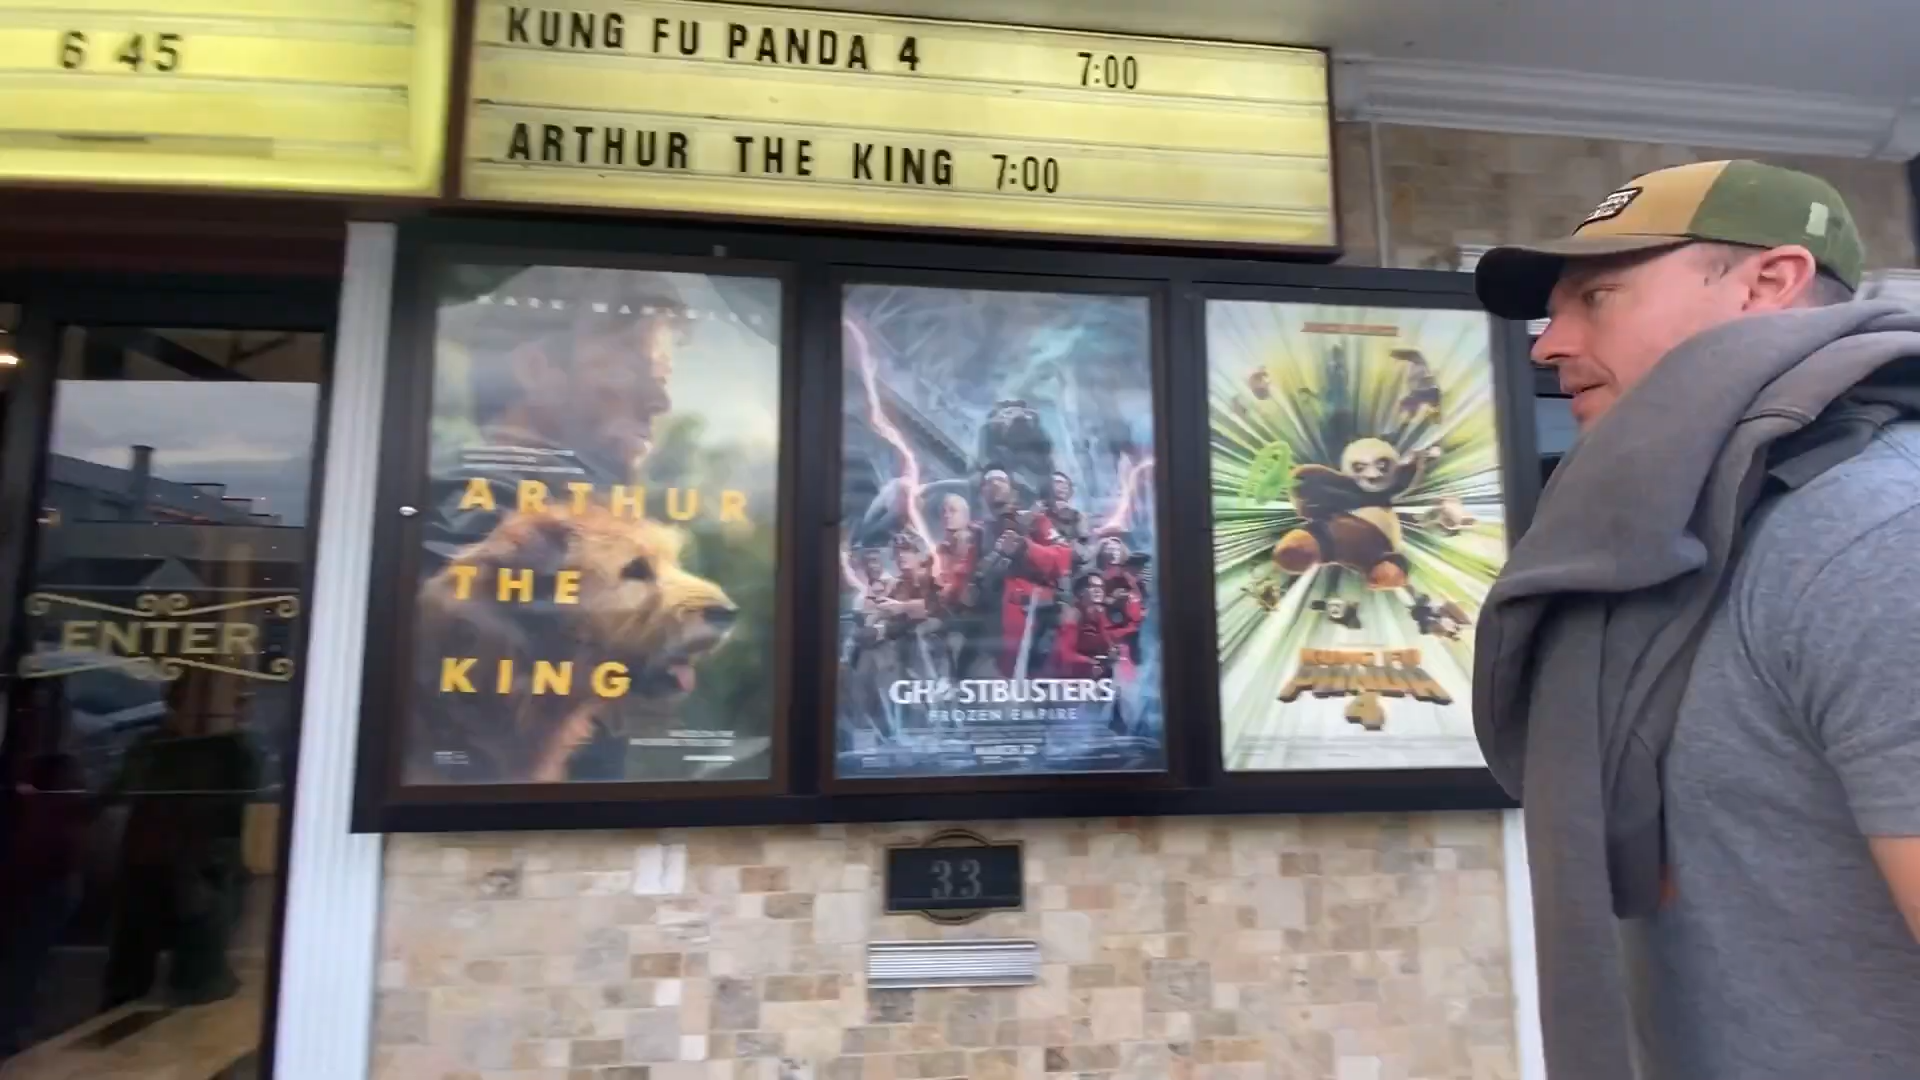 6 45
KUNG FU PANDA 4 7:00
ARTHUR THE KING 7:00
ENTER
ARTHUR
THE
KING
GHOSTBUSTERS
FROZEN EMPIRE
KUNG FU
PANDA
4
33